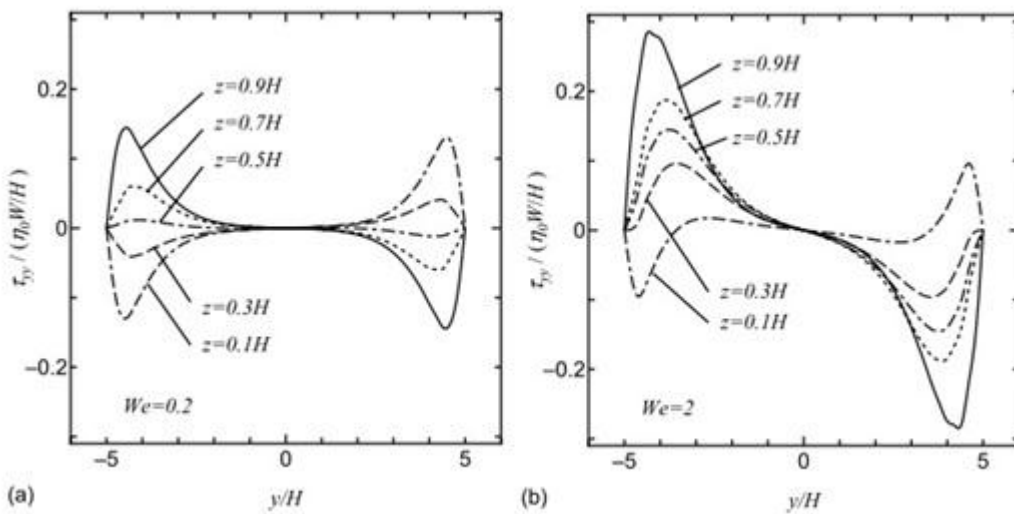 0.2
0
−0.2
τyy / (η0W/H)
z=0.9H
z=0.7H
z=0.5H
z=0.3H
z=0.1H
We=0.2
−5
0
5
(a)
y/H
0.2
0
−0.2
τyy / (η0W/H)
z=0.9H
z=0.7H
z=0.5H
z=0.3H
z=0.1H
We=2
−5
0
5
(b)
y/H